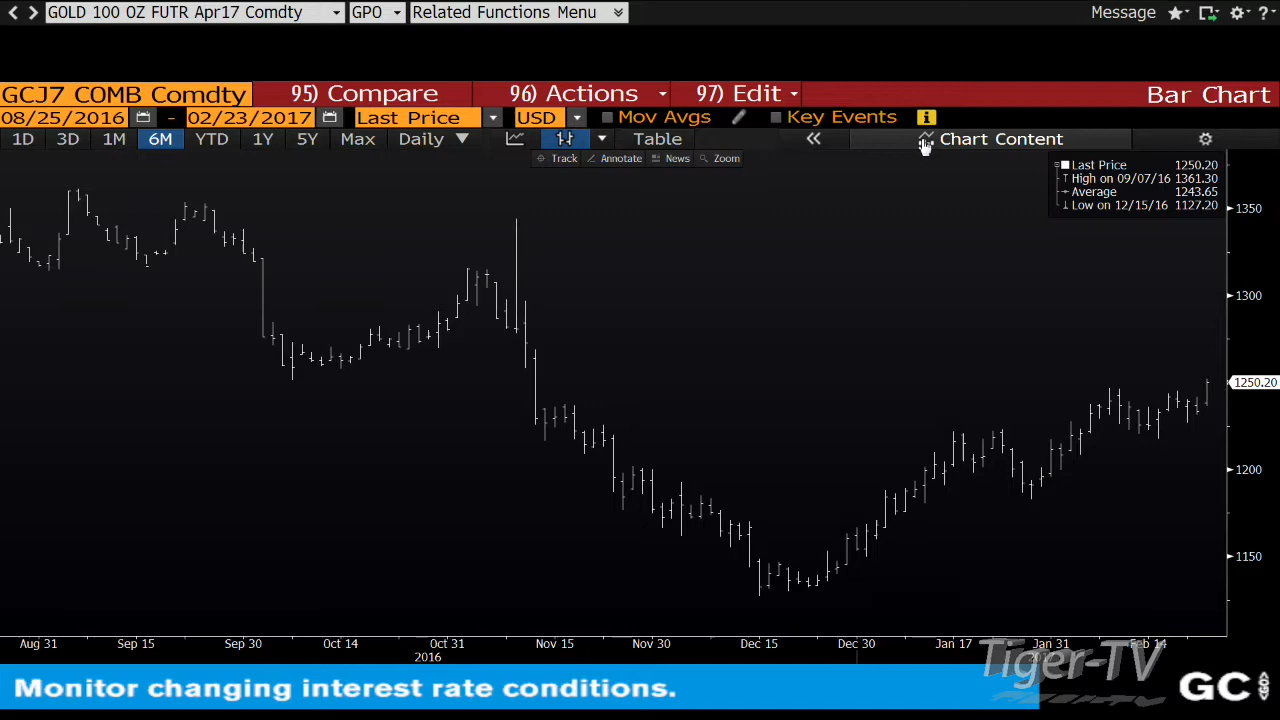 GOLD 100 OZ FUTR Apr17 Comdty GPO Related Functions Menu Message
GCJ7 COMB Comdty 95) Compare 96) Actions 97) Edit Bar Chart
08/25/2016 - 02/23/2017 Last Price USD Mov Avgs Key Events
1D 3D 1M 6M YTD 1Y 5Y Max Daily Table Chart Content
Track Annotate News Zoom
Last Price 1250.20
High on 09/07/16 1361.30
Average 1243.65
Low on 12/15/16 1127.20
1350
1300
1250.20
1200
1150
Aug 31 Sep 15 Sep 30 Oct 14 Oct 31 Nov 15 Nov 30 Dec 15 Dec 30 Jan 17 Jan 31 Feb 14
2016
Tiger-TV
Monitor changing interest rate conditions.
GC